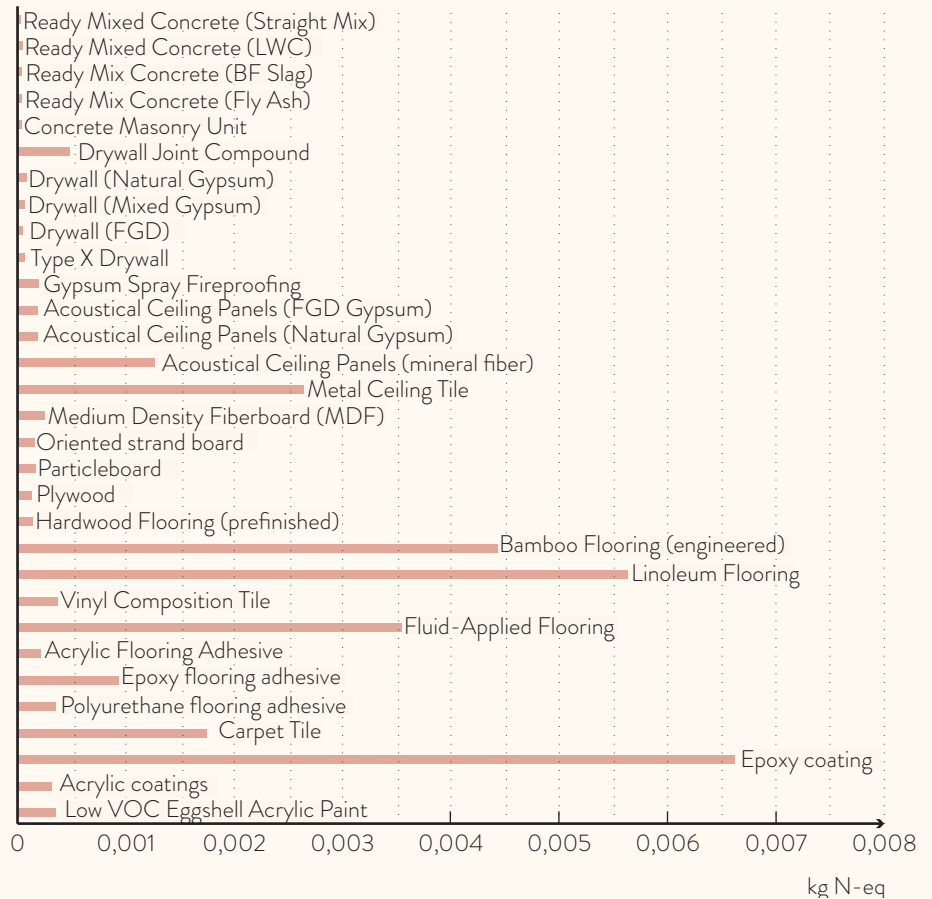 Ready Mixed Concrete (Straight Mix)
Ready Mixed Concrete (LWC)
Ready Mix Concrete (BF Slag)
Ready Mix Concrete (Fly Ash)
Concrete Masonry Unit
Drywall Joint Compound
Drywall (Natural Gypsum)
Drywall (Mixed Gypsum)
Drywall (FGD)
Type X Drywall
Gypsum Spray Fireproofing
Acoustical Ceiling Panels (FGD Gypsum)
Acoustical Ceiling Panels (Natural Gypsum)
Acoustical Ceiling Panels (mineral fiber)
Metal Ceiling Tile
Medium Density Fiberboard (MDF)
Oriented strand board
Particleboard
Plywood
Hardwood Flooring (prefinished)
Bamboo Flooring (engineered)
Linoleum Flooring
Vinyl Composition Tile
Fluid-Applied Flooring
Acrylic Flooring Adhesive
Epoxy flooring adhesive
Polyurethane flooring adhesive
Carpet Tile
Epoxy coating
Acrylic coatings
Low VOC Eggshell Acrylic Paint
0 0,001 0,002 0,003 0,004 0,005 0,006 0,007 0,008
kg N-eq